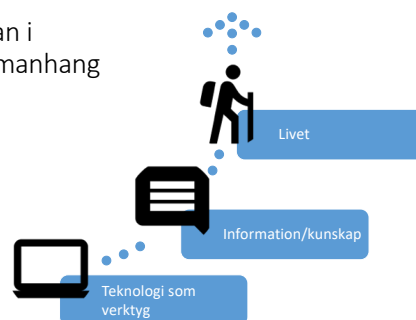 an i
manhang
Livet
Information/kunskap
Teknologi som
verktyg